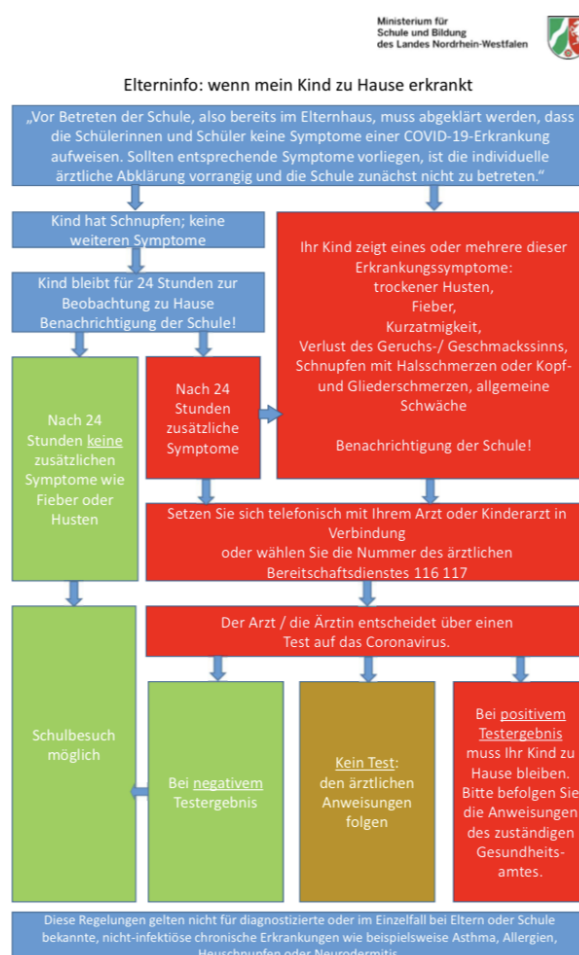 Ministerium für
Schule und Bildung
des Landes Nordrhein-Westfalen
Elterninfo: wenn mein Kind zu Hause erkrankt
„Vor Betreten der Schule, also bereits im Elternhaus, muss abgeklärt werden, dass
die Schülerinnen und Schüler keine Symptome einer COVID-19-Erkrankung
aufweisen. Sollten entsprechende Symptome vorliegen, ist die individuelle
ärztliche Abklärung vorrangig und die Schule zunächst nicht zu betreten.“
Kind hat Schnupfen; keine
weiteren Symptome
Kind bleibt für 24 Stunden zur
Beobachtung zu Hause
Benachrichtigung der Schule!
Ihr Kind zeigt eines oder mehrere dieser
Erkrankungssymptome:
trockener Husten,
Fieber,
Kurzatmigkeit,
Verlust des Geruchs-/ Geschmackssinns,
Schnupfen mit Halsschmerzen oder Kopf-
und Gliederschmerzen, allgemeine
Schwäche
Benachrichtigung der Schule!
Nach 24
Stunden keine
zusätzlichen
Symptome wie
Fieber oder
Husten
Nach 24
Stunden
zusätzliche
Symptome
Setzen Sie sich telefonisch mit Ihrem Arzt oder Kinderarzt in
Verbindung
oder wählen Sie die Nummer des ärztlichen
Bereitschaftsdienstes 116 117
Der Arzt / die Ärztin entscheidet über einen
Test auf das Coronavirus.
Schulbesuch
möglich
Bei negativem
Testergebnis
Kein Test:
den ärztlichen
Anweisungen
folgen
Bei positivem
Testergebnis
muss Ihr Kind zu
Hause bleiben.
Bitte befolgen Sie
die Anweisungen
des zuständigen
Gesundheits-
amtes.
Diese Regelungen gelten nicht für diagnostizierte oder im Einzelfall bei Eltern oder Schule
bekannte, nicht-infektiöse chronische Erkrankungen wie beispielsweise Asthma, Allergien,
Heuschnupfen oder Neurodermitis